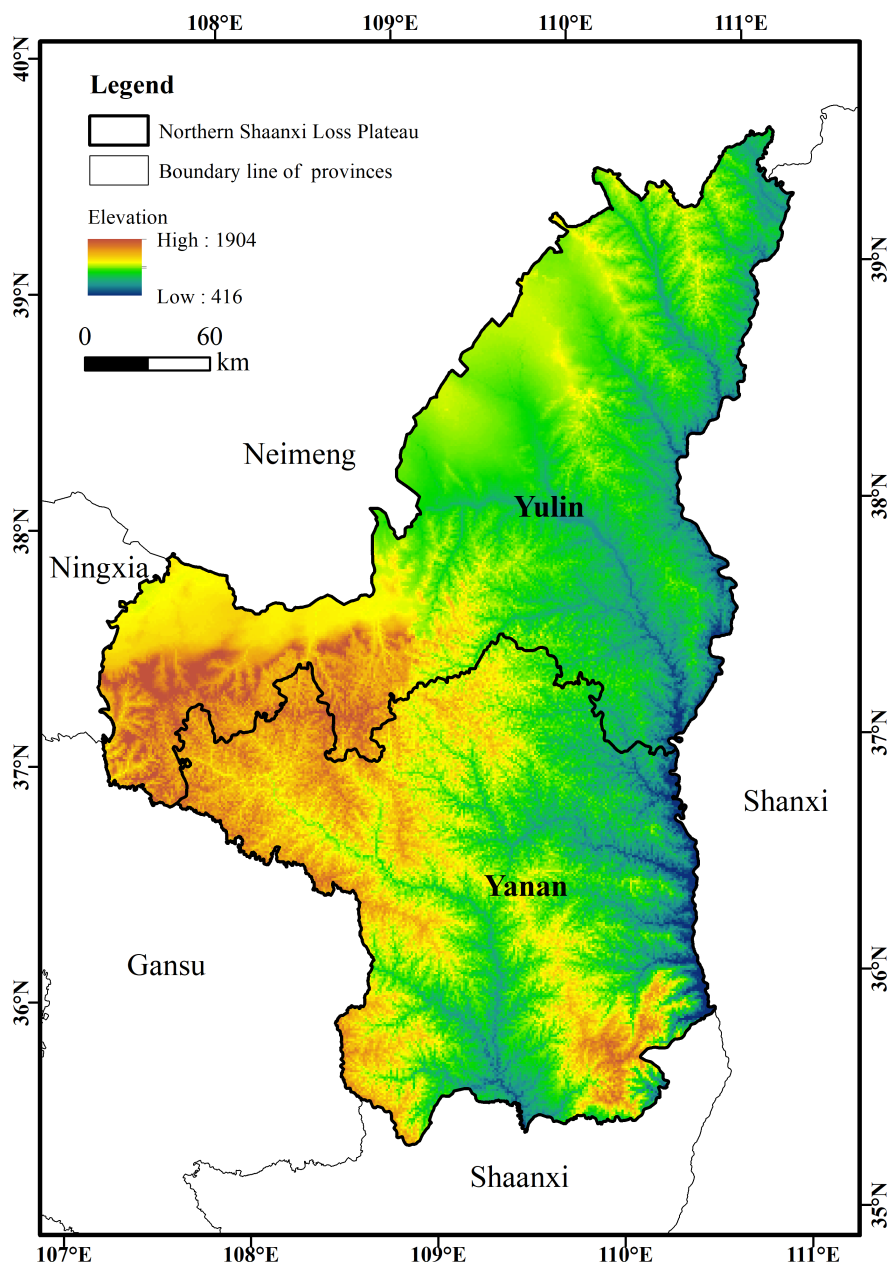 108°E 109°E 110°E 111°E
40°N
Legend
Northern Shaanxi Loss Plateau
Boundary line of provinces
Elevation
High : 1904
Low : 416
39°N
39°N
0 60
km
Neimeng
38°N
Yulin
38°N
Ningxia
37°N
37°N
Shanxi
Yanan
Gansu
36°N
36°N
Shaanxi
35°N
107°E 108°E 109°E 110°E 111°E